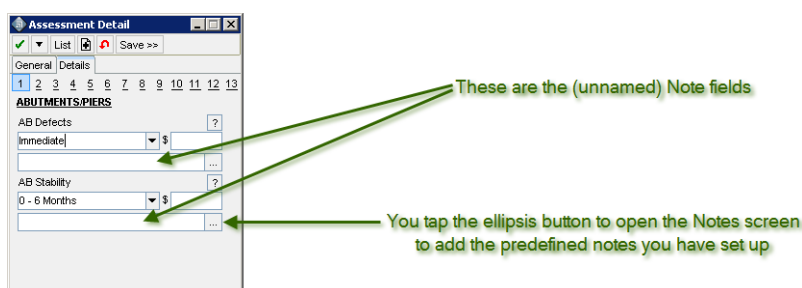 Assessment Detail
List Save >>
General Details
1 2 3 4 5 6 7 8 9 10 11 12 13
ABUTMENTS/PIERS
These are the (unnamed) Note fields
AB Defects ?
Immediate $
...
AB Stability ?
0 - 6 Months $
...
You tap the ellipsis button to open the Notes screen
to add the predefined notes you have set up